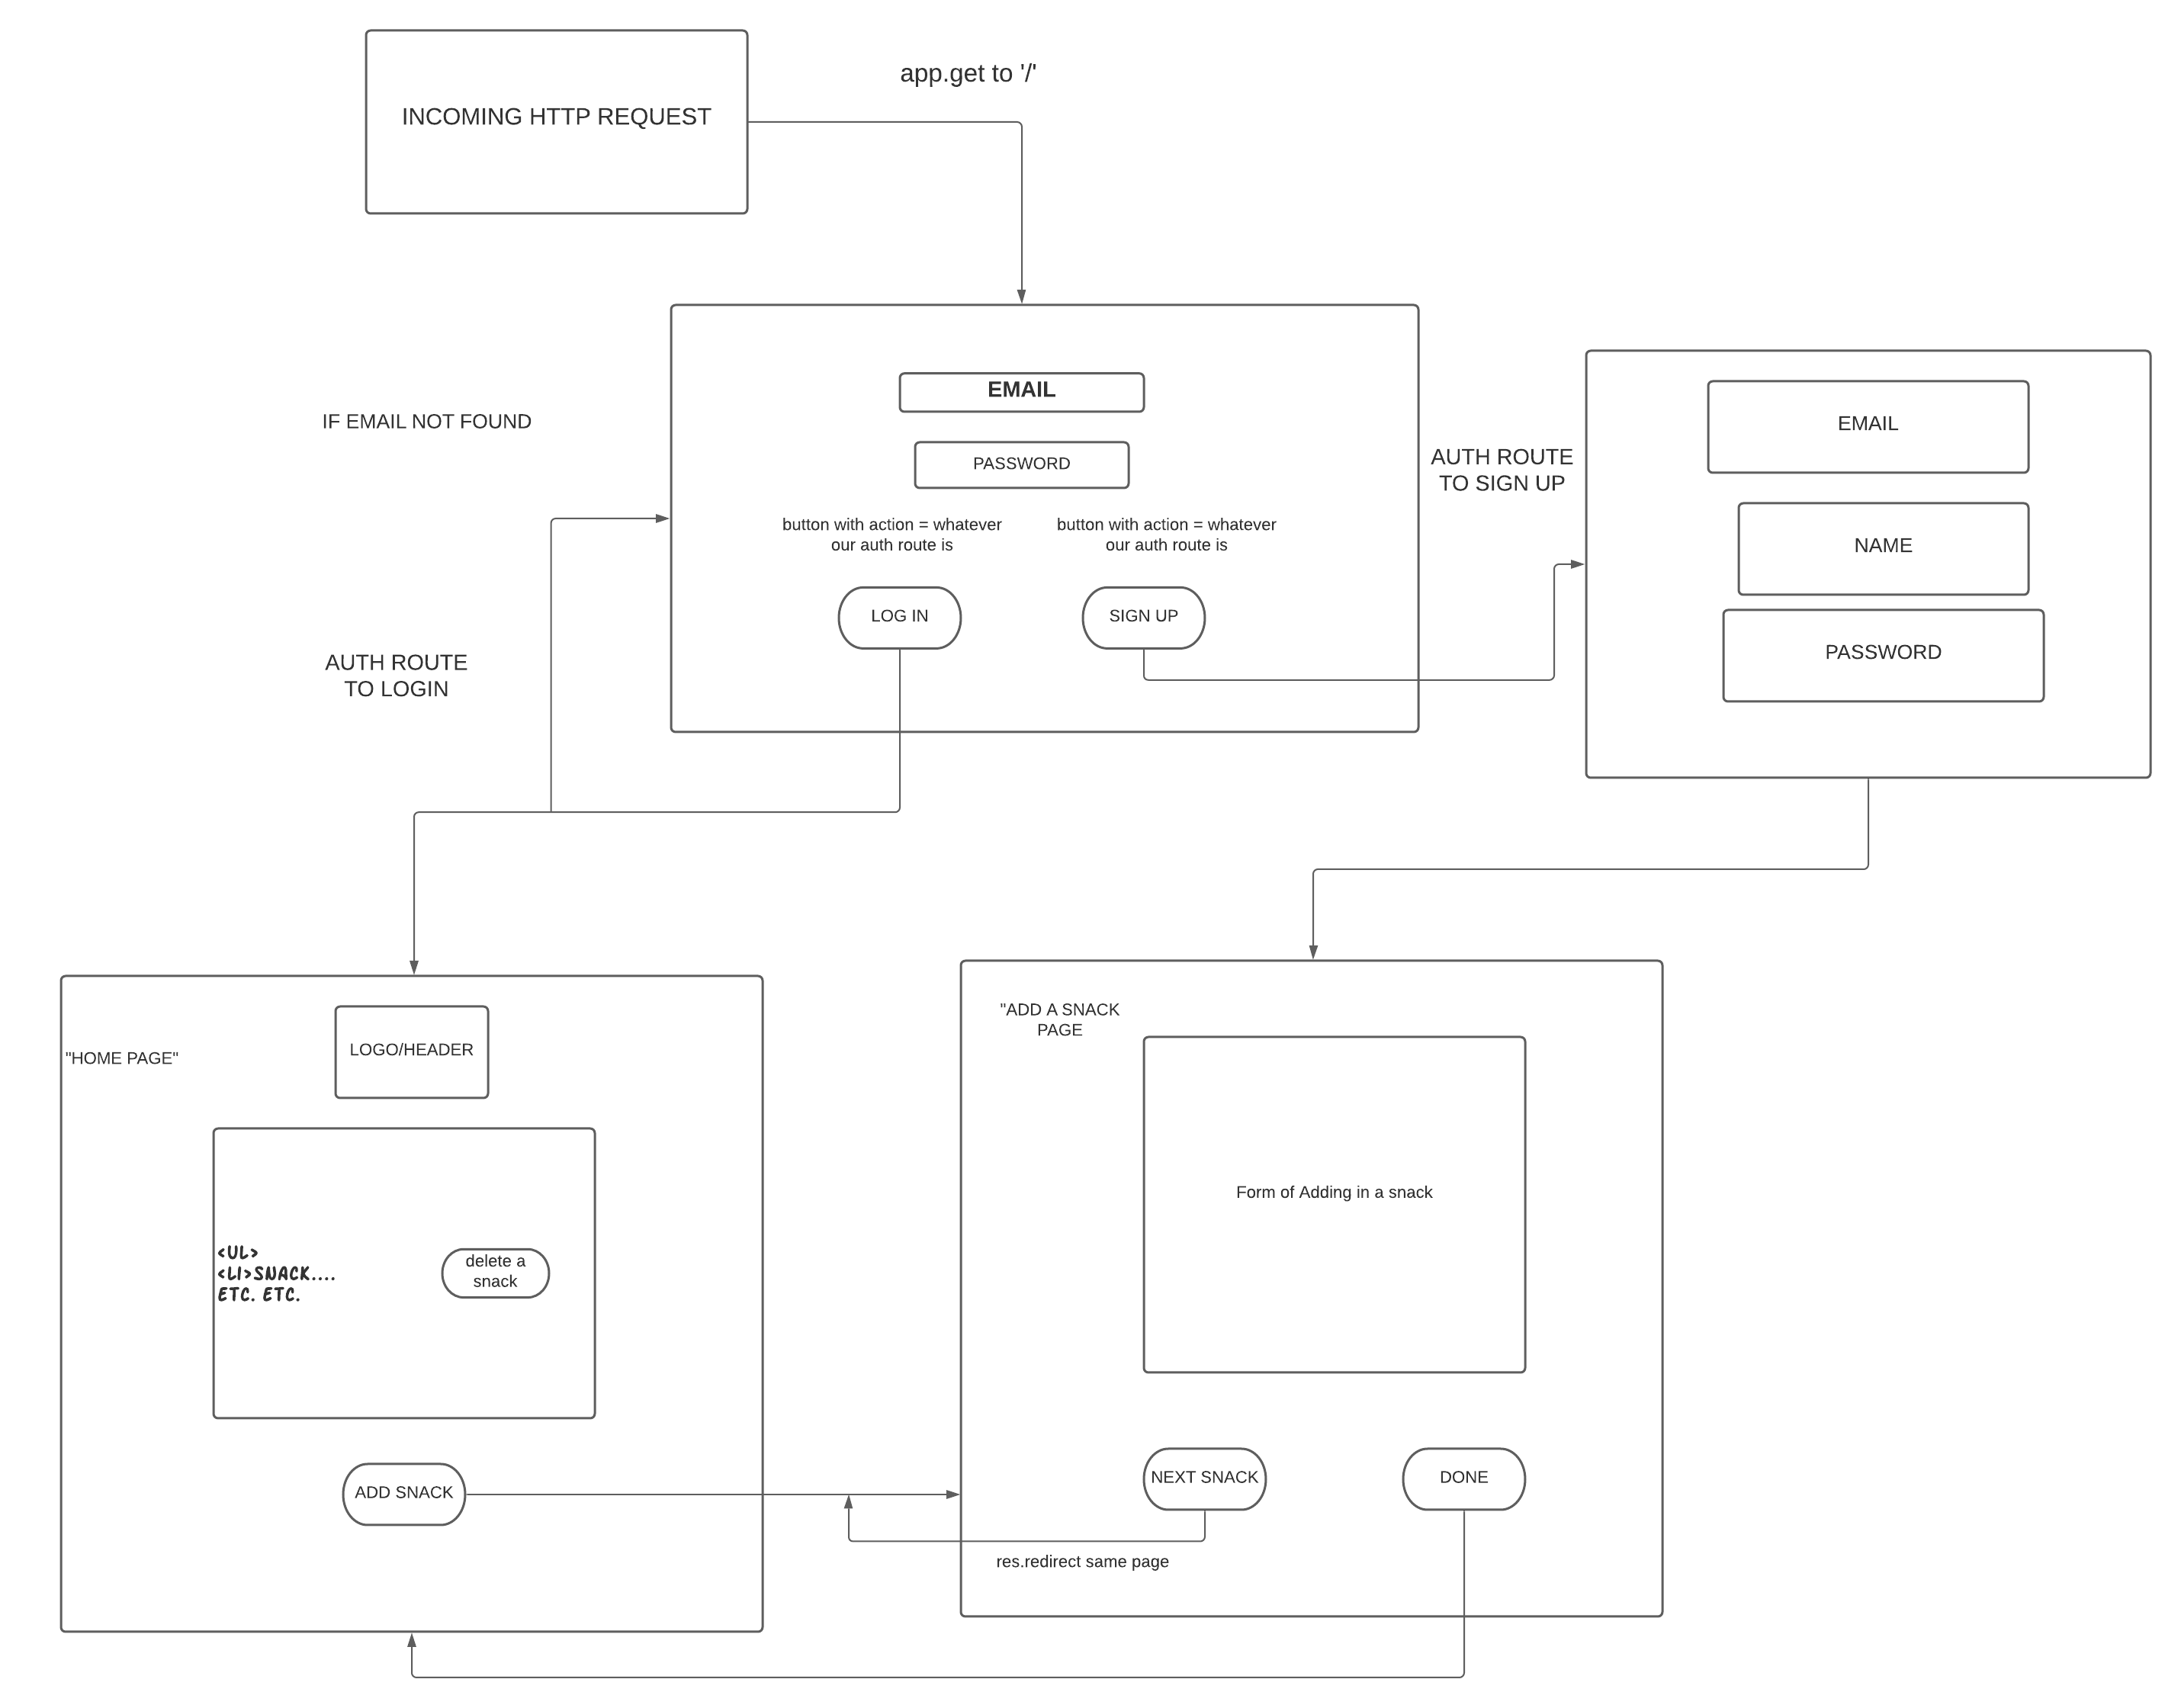 INCOMING HTTP REQUEST
app.get to '/'
EMAIL
PASSWORD
button with action = whatever
our auth route is
button with action = whatever
our auth route is
LOG IN
SIGN UP
IF EMAIL NOT FOUND
AUTH ROUTE
TO LOGIN
AUTH ROUTE
TO SIGN UP
EMAIL
NAME
PASSWORD
"HOME PAGE"
LOGO/HEADER
<UL>
<LI>SNACK....
ETC. ETC.
delete a
snack
ADD SNACK
"ADD A SNACK
PAGE
Form of Adding in a snack
NEXT SNACK
DONE
res.redirect same page